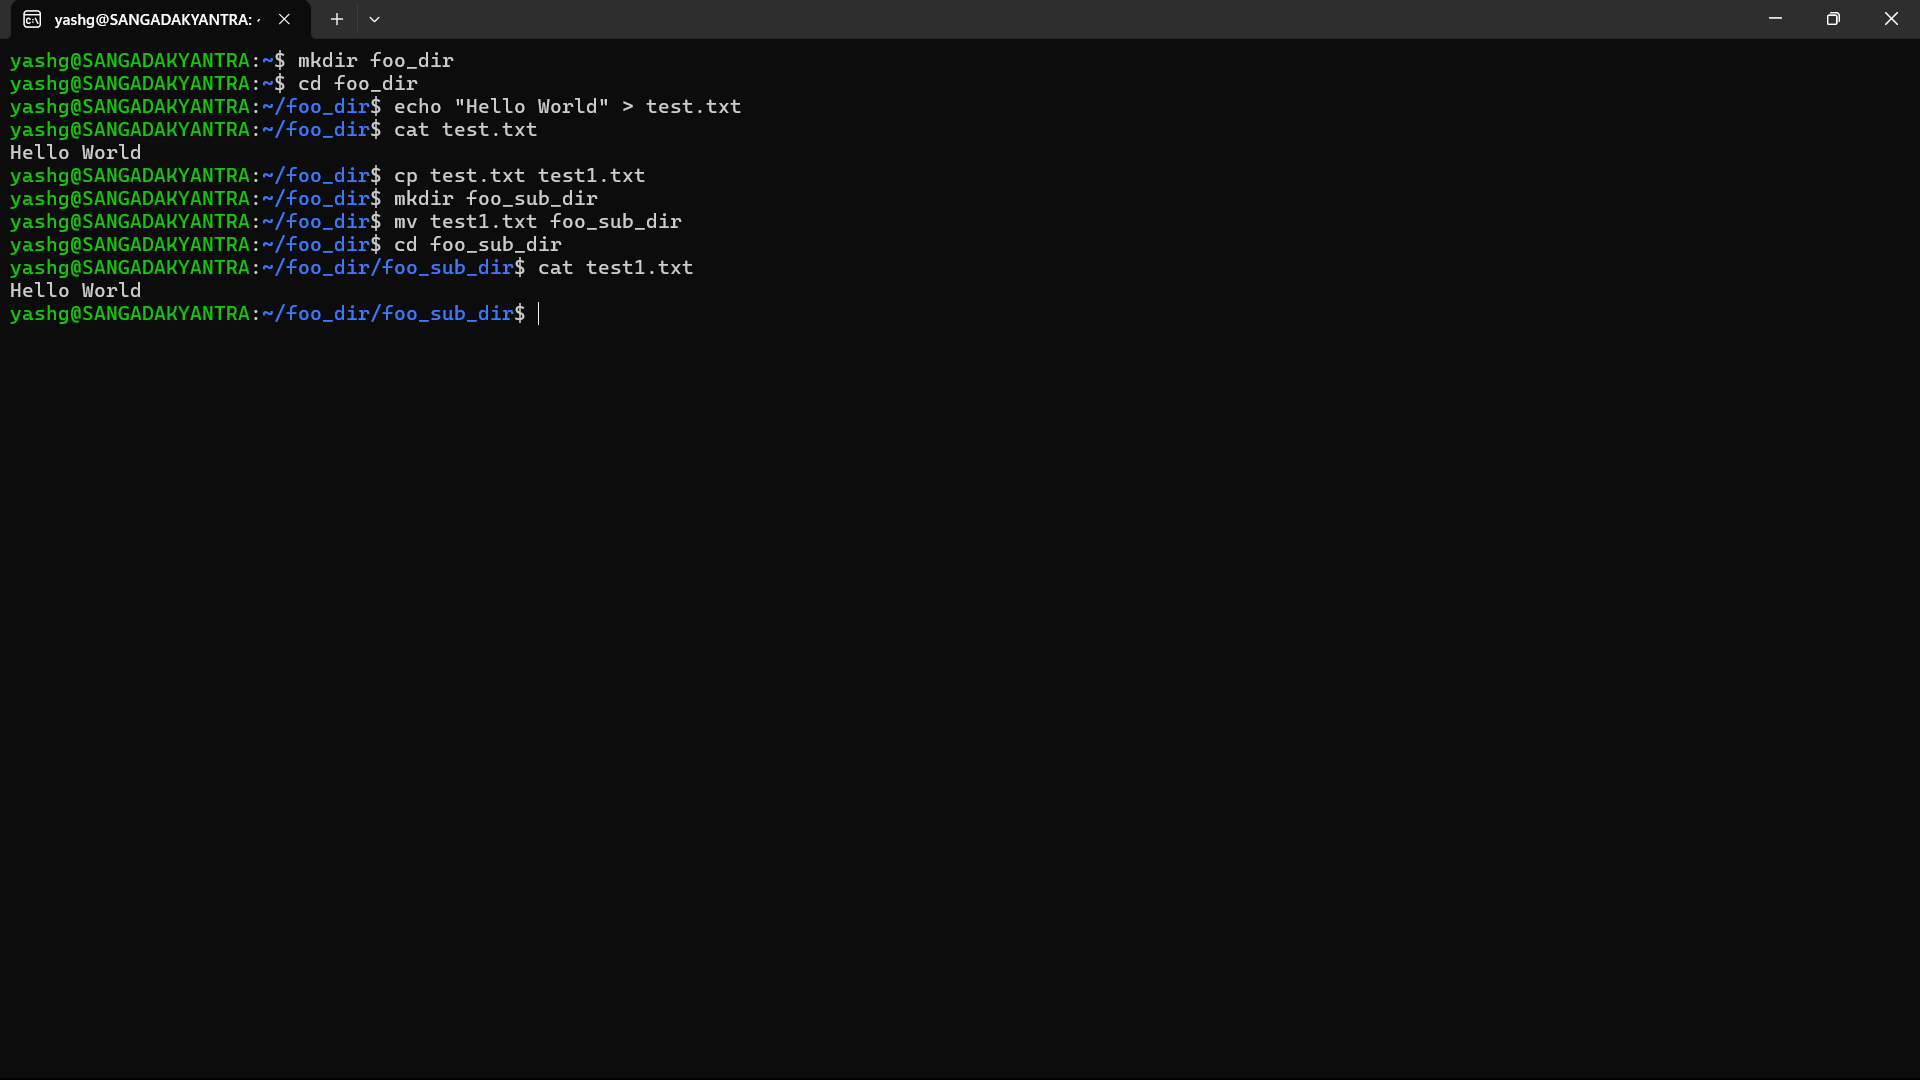 yashg@SANGADAKYANTRA: ~
yashg@SANGADAKYANTRA:~$ mkdir foo_dir
yashg@SANGADAKYANTRA:~$ cd foo_dir
yashg@SANGADAKYANTRA:~/foo_dir$ echo "Hello World" > test.txt
yashg@SANGADAKYANTRA:~/foo_dir$ cat test.txt
Hello World
yashg@SANGADAKYANTRA:~/foo_dir$ cp test.txt test1.txt
yashg@SANGADAKYANTRA:~/foo_dir$ mkdir foo_sub_dir
yashg@SANGADAKYANTRA:~/foo_dir$ mv test1.txt foo_sub_dir
yashg@SANGADAKYANTRA:~/foo_dir$ cd foo_sub_dir
yashg@SANGADAKYANTRA:~/foo_dir/foo_sub_dir$ cat test1.txt
Hello World
yashg@SANGADAKYANTRA:~/foo_dir/foo_sub_dir$